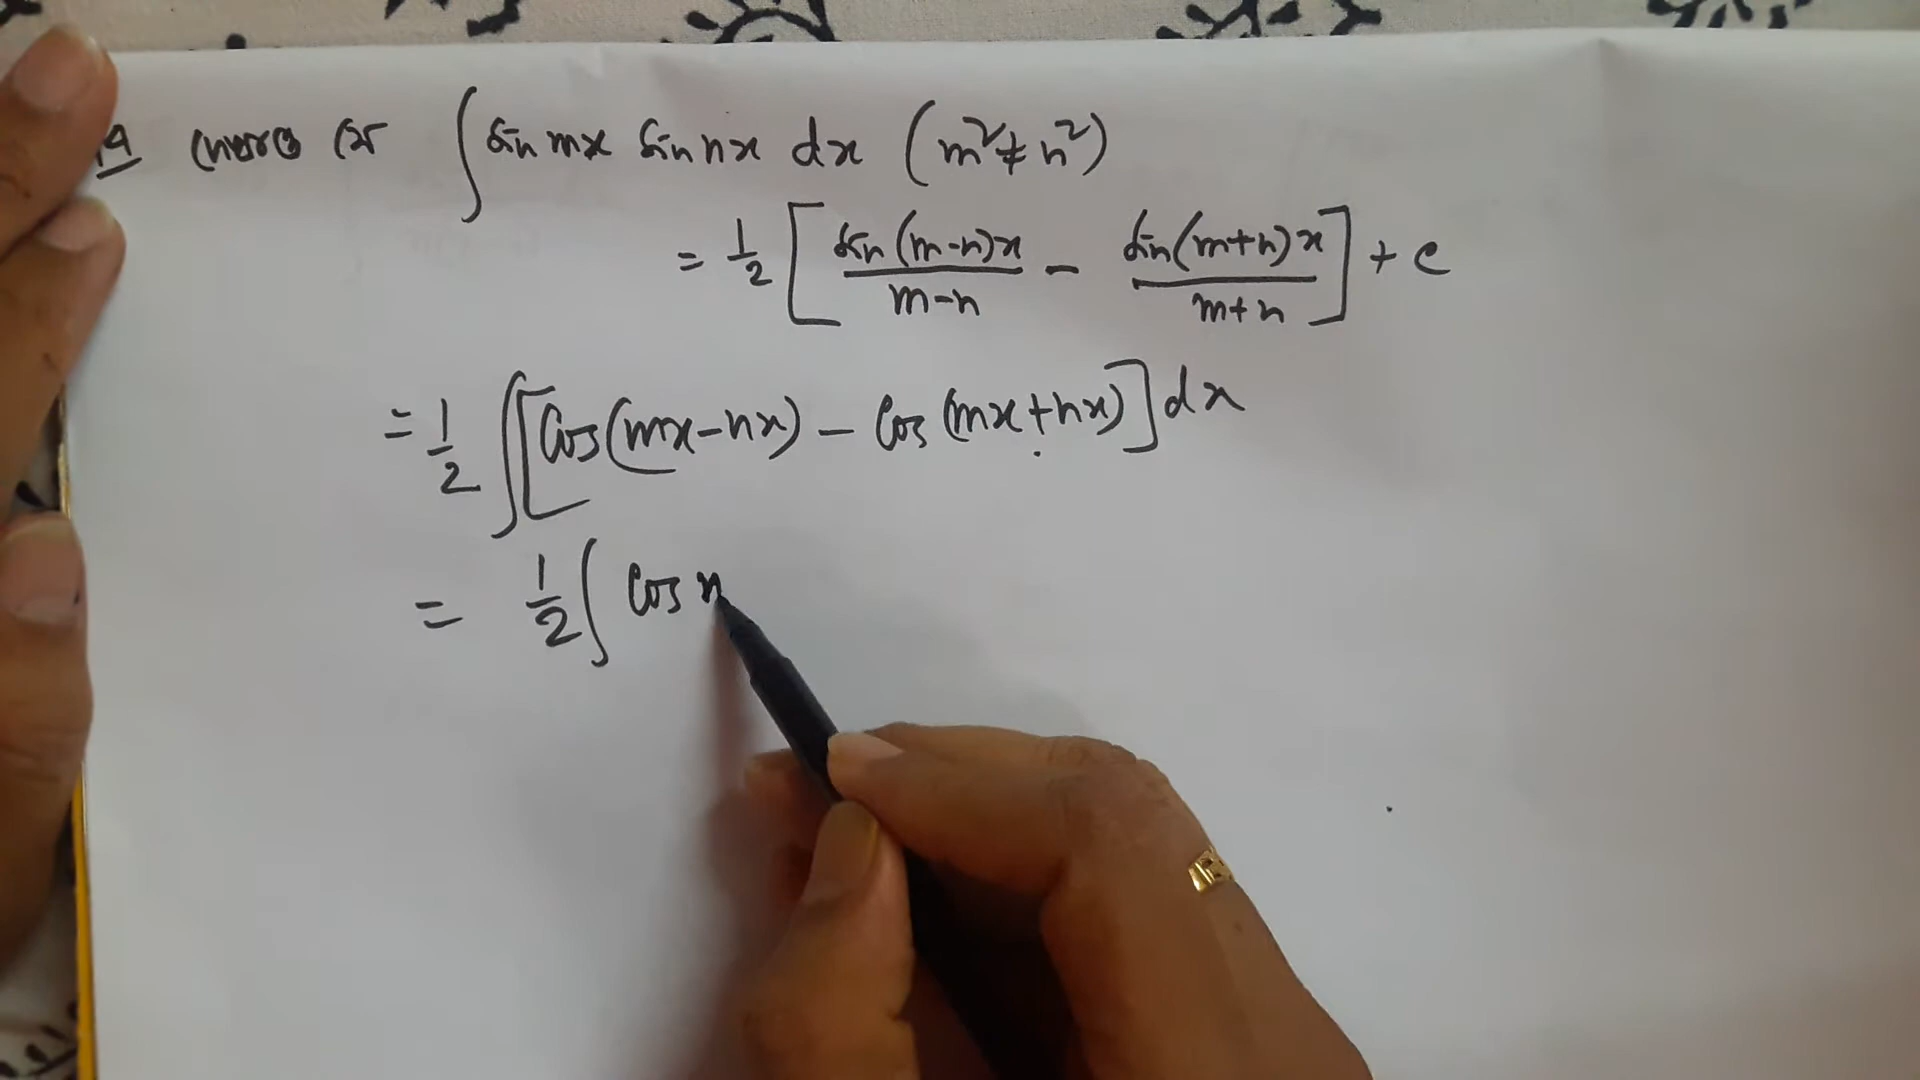 দেখাও যে ∫ sin mx sin nx dx (m² ≠ n²)
= 1/2 [ sin (m-n)x / m-n - sin (m+n) x / m+n ] + c
= 1/2 ∫ [ Cos (mx-nx) - Cos (mx+nx) ] dx
= 1/2 ∫ Cos